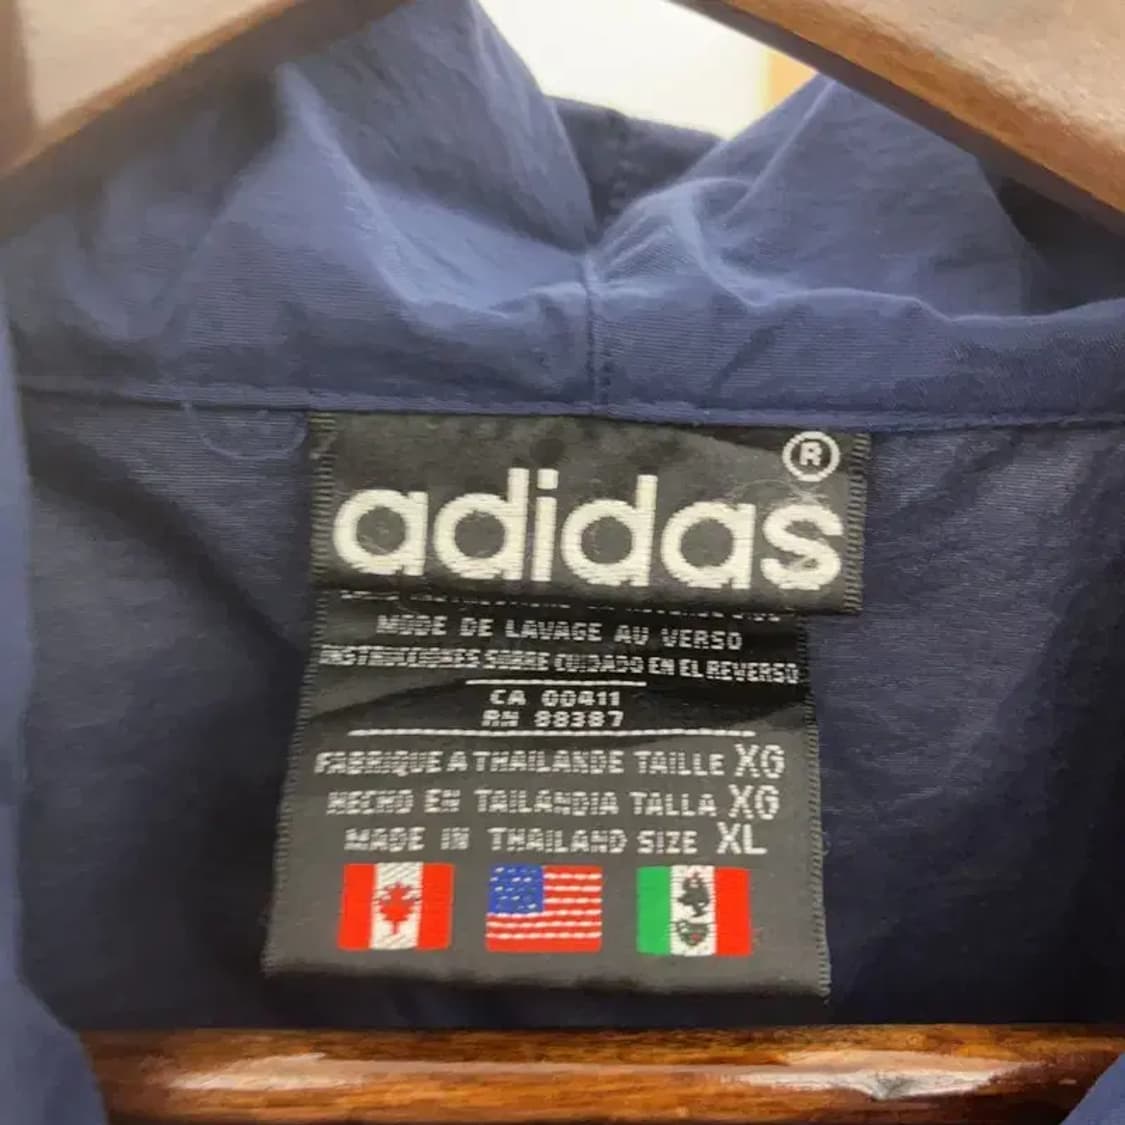 adidas®
MODE DE LAVAGE AU VERSO
INSTRUCCIONES SOBRE CUIDADO EN EL REVERSO
CA 00411
RN 88387
FABRIQUE A THAILANDE TAILLE XG
HECHO EN TAILANDIA TALLA XG
MADE IN THAILAND SIZE XL